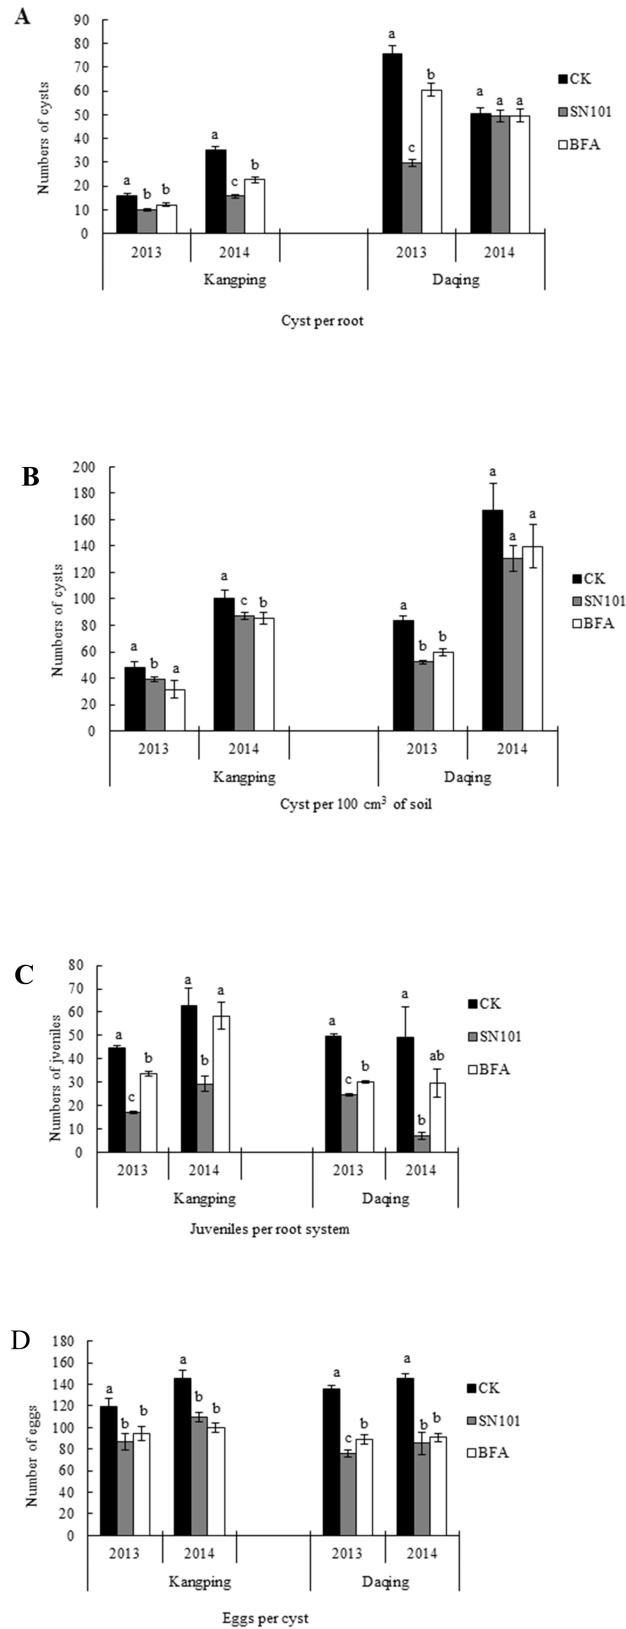 A
90
80
70
60
50
40
30
20
10
0
Numbers of cysts
a b b
a c b
a c b
a a a
CK
SN101
BFA
2013 2014 2013 2014
Kangping Daqing
Cyst per root
B
200
180
160
140
120
100
80
60
40
20
0
Numbers of cysts
a b a
a c b
a b b
a a a
CK
SN101
BFA
2013 2014 2013 2014
Kangping Daqing
Cyst per 100 cm³ of soil
C
80
70
60
50
40
30
20
10
0
Numbers of jveniles
a c b
a b a
a c b
a b ab
CK
SN101
BFA
2013 2014 2013 2014
Kangping Daqing
Juveniles per root system
D
180
160
140
120
100
80
60
40
20
0
Number of eggs
a b b
a b b
a c b
a b b
CK
SN101
BFA
2013 2014 2013 2014
Kangping Daqing
Eggs per cyst